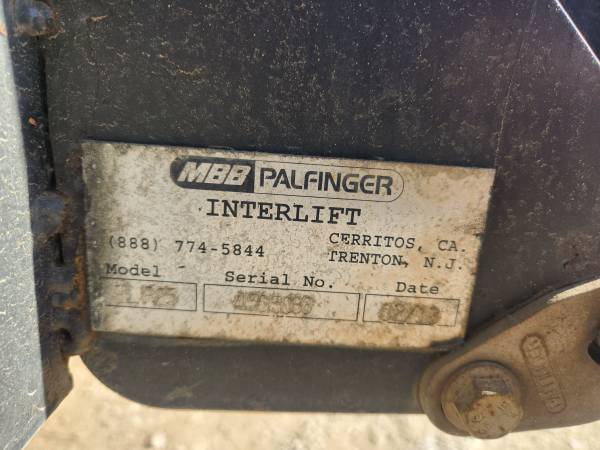 MBB PALFINGER
INTERLIFT
(888) 774-5844
CERRITOS, CA.
TRENTON, N.J.
Model Serial No. Date